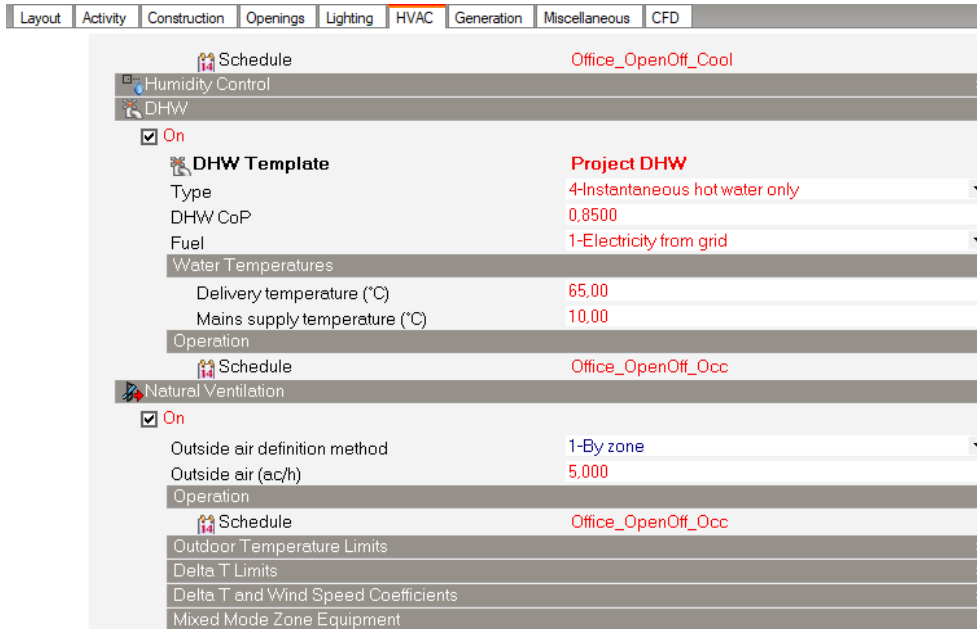 Layout Activity Construction Openings Lighting HVAC Generation Miscellaneous CFD
Schedule Office_OpenOff_Cool
Humidity Control
DHW
On
DHW Template Project DHW
Type 4-Instantaneous hot water only
DHW CoP 0,8500
Fuel 1-Electricity from grid
Water Temperatures
Delivery temperature (°C) 65,00
Mains supply temperature (°C) 10,00
Operation
Schedule Office_OpenOff_Occ
Natural Ventilation
On
Outside air definition method 1-By zone
Outside air (ac/h) 5,000
Operation
Schedule Office_OpenOff_Occ
Outdoor Temperature Limits
Delta T Limits
Delta T and Wind Speed Coefficients
Mixed Mode Zone Equipment